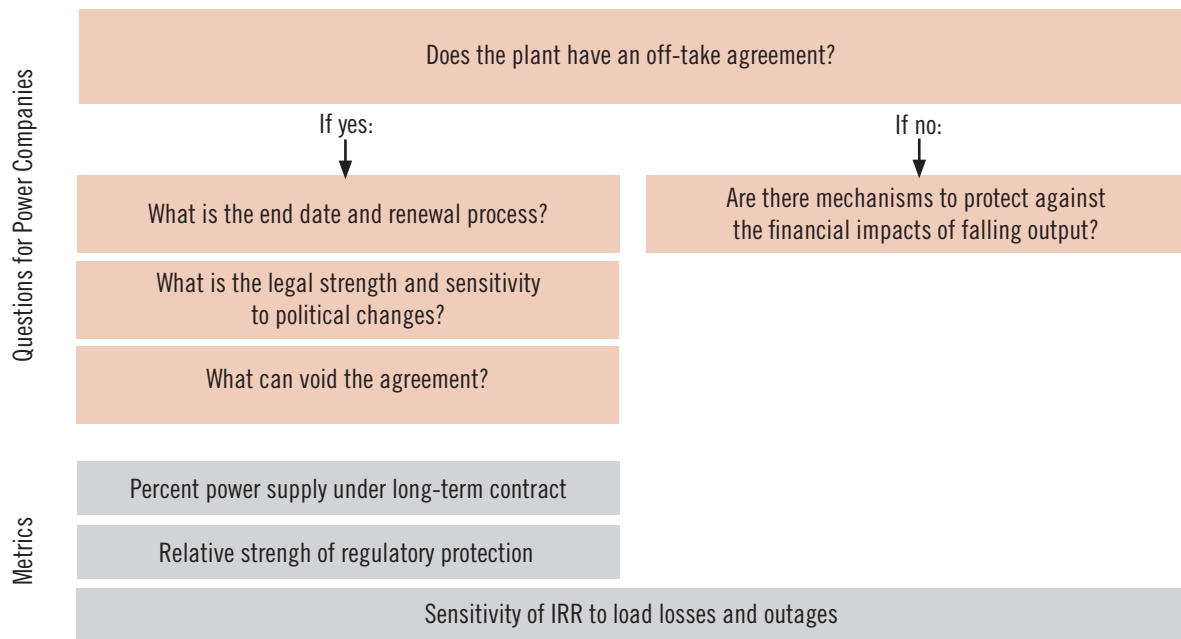 Questions for Power Companies
Does the plant have an off-take agreement?
If yes:
If no:
What is the end date and renewal process?
Are there mechanisms to protect against
the financial impacts of falling output?
What is the legal strength and sensitivity
to political changes?
What can void the agreement?
Metrics
Percent power supply under long-term contract
Relative strengh of regulatory protection
Sensitivity of IRR to load losses and outages